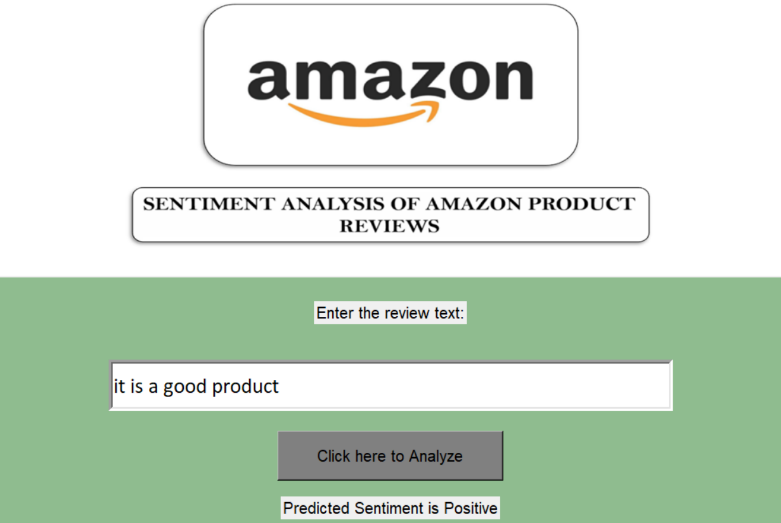 amazon
SENTIMENT ANALYSIS OF AMAZON PRODUCT
REVIEWS
Enter the review text:
it is a good product
Click here to Analyze
Predicted Sentiment is Positive